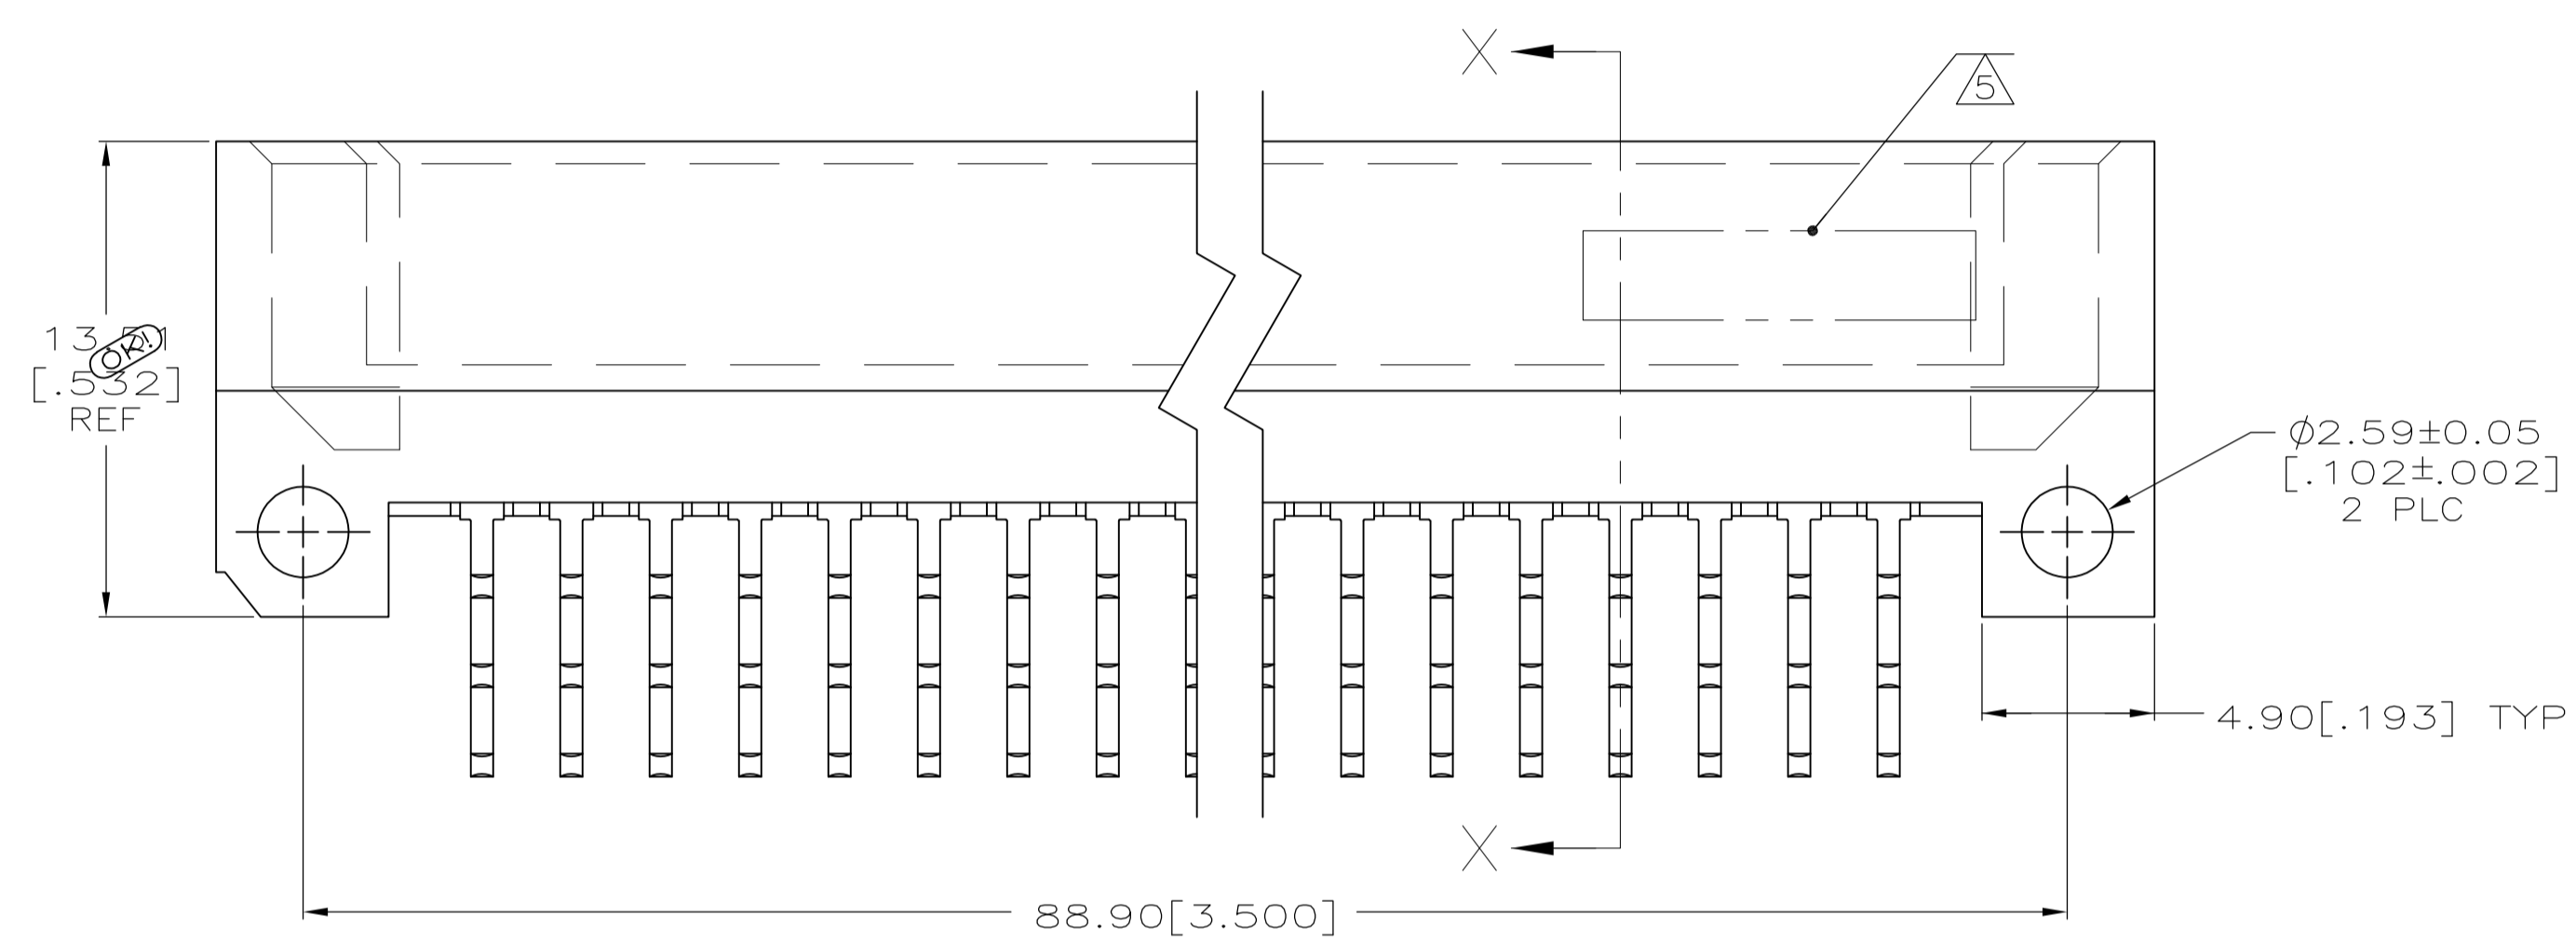 X
5
13.51
OK!
[.532]
REF
Ø2.59±0.05
[.102±.002]
2 PLC
4.90[.193] TYP
X
88.90[3.500]